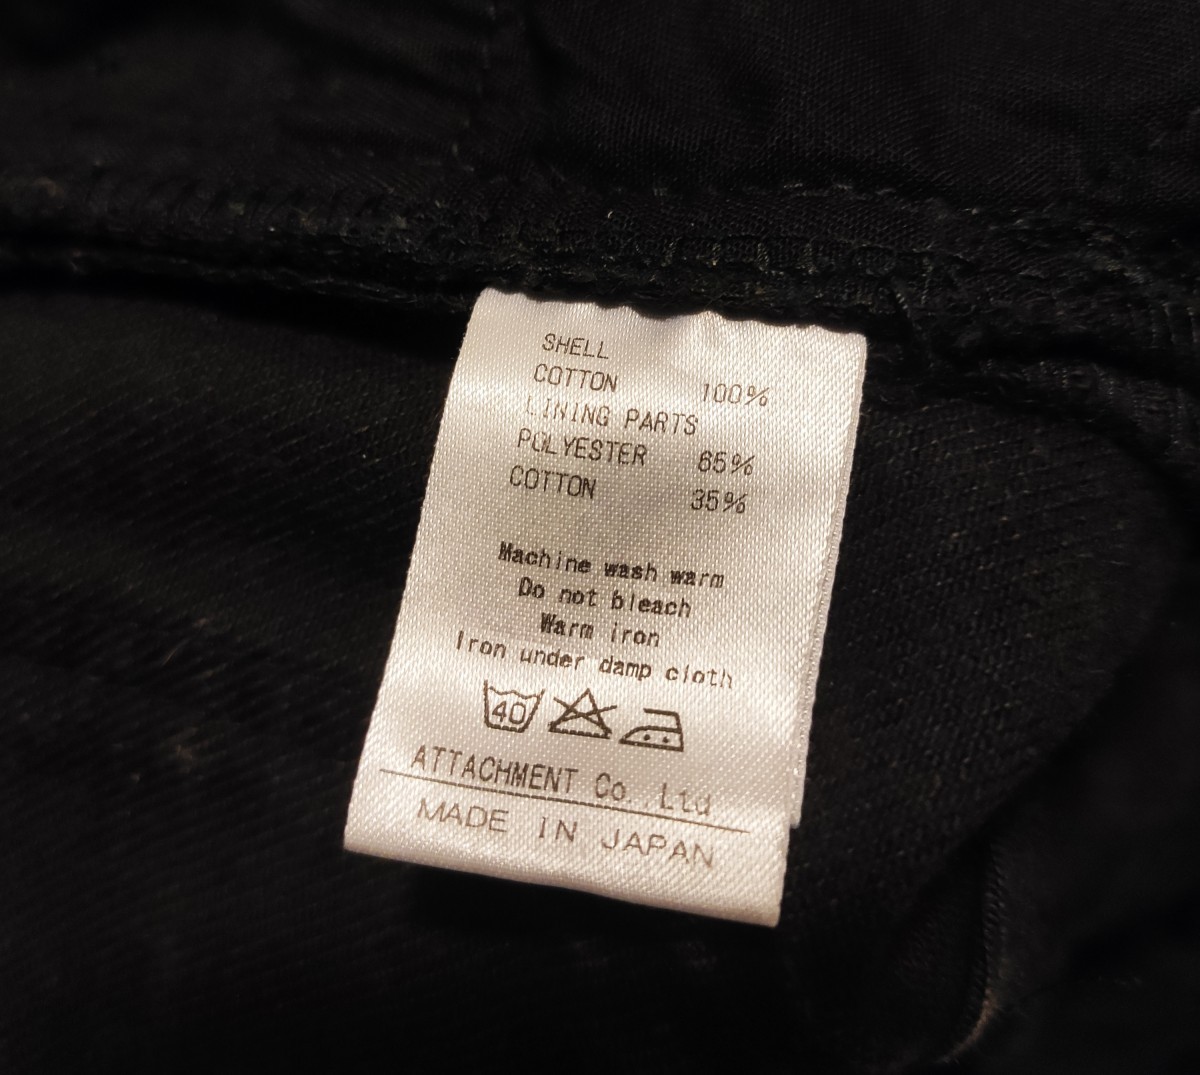 SHELL
COTTON 100%
LINING PARTS
POLYESTER 65%
COTTON 35%
Machine wash warm
Do not bleach
Warm iron
Iron under damp cloth
40
ATTACHMENT Co.,Ltd
MADE IN JAPAN